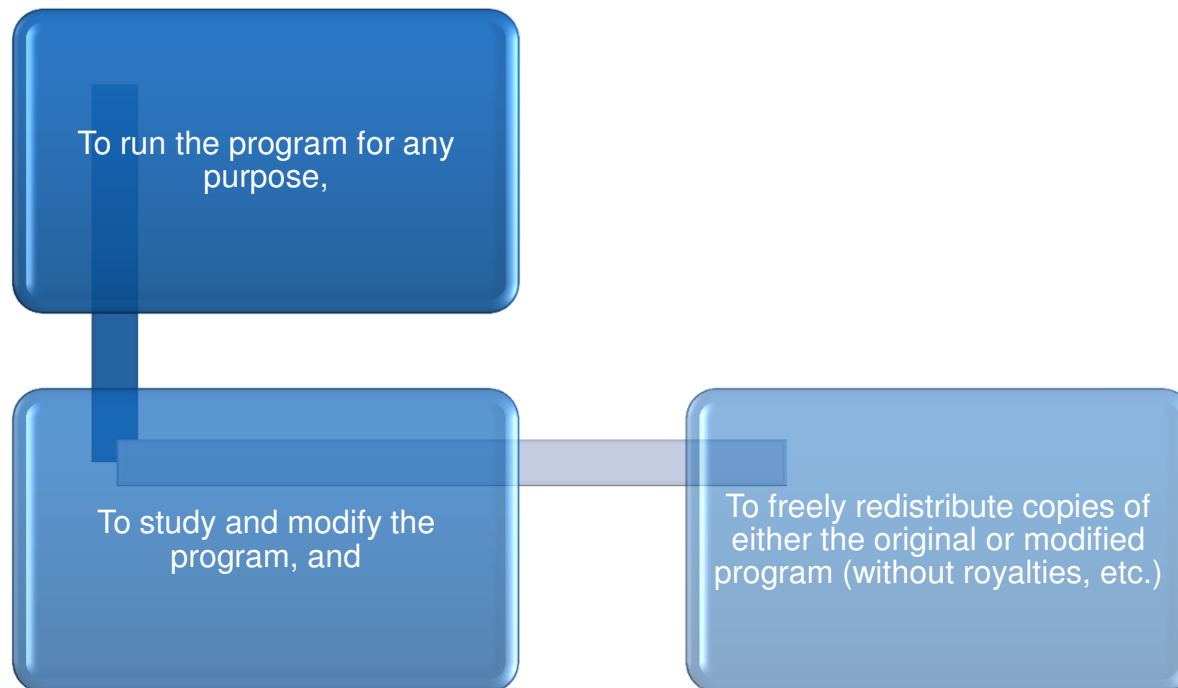 To run the program for any
purpose,
To study and modify the
program, and
To freely redistribute copies of
either the original or modified
program (without royalties, etc.)